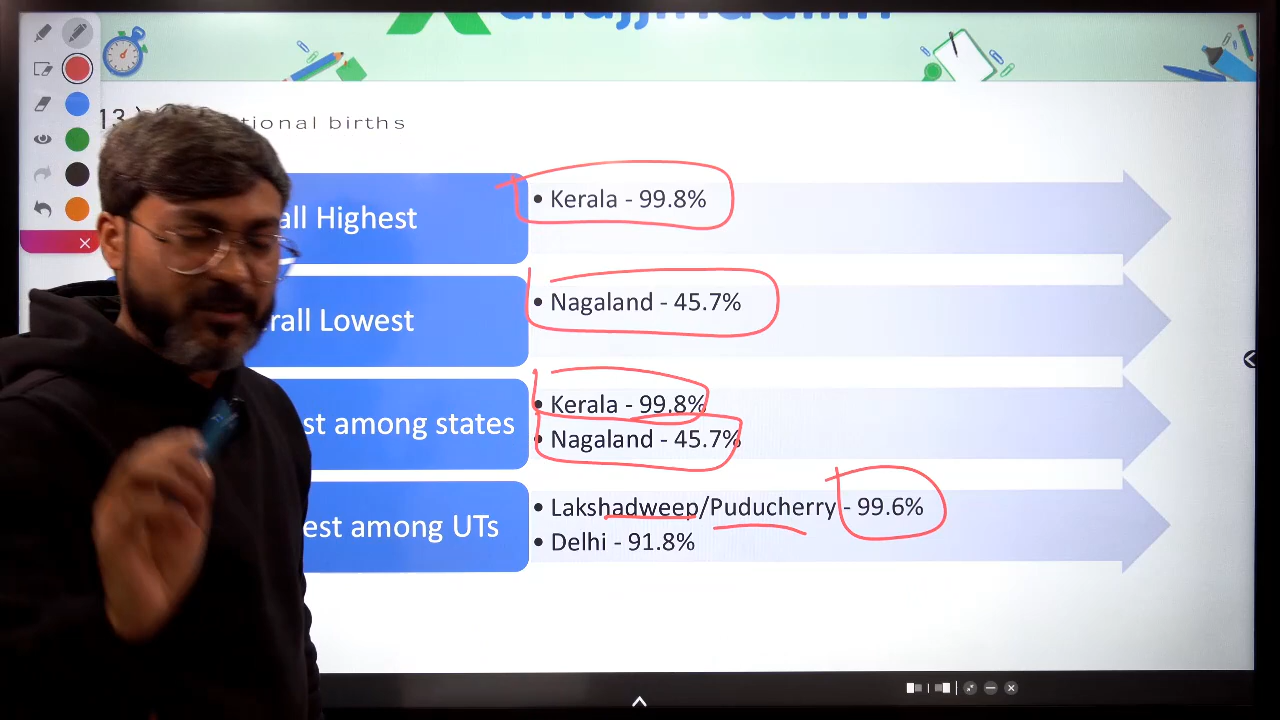 13
tional births
all Highest
• Kerala - 99.8%
rall Lowest
• Nagaland - 45.7%
st among states
• Kerala - 99.8%
• Nagaland - 45.7%
est among UTs
• Lakshadweep/Puducherry - 99.6%
• Delhi - 91.8%